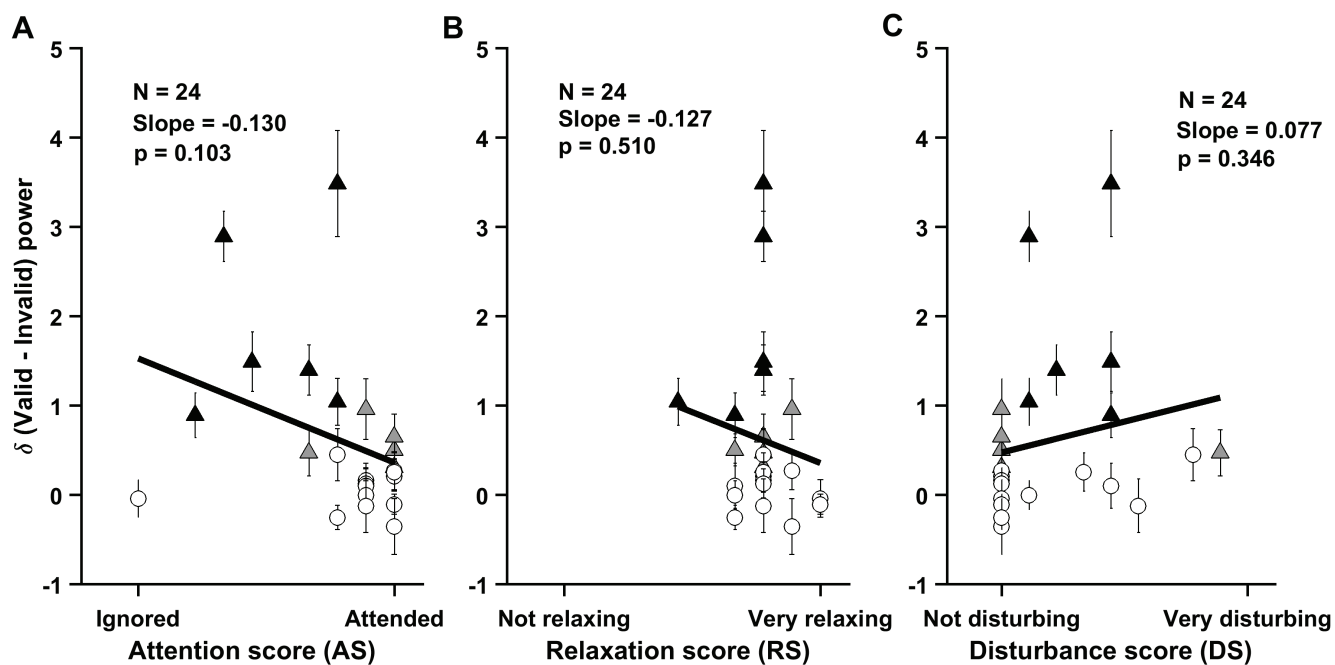 A
B
C
N = 24
Slope = -0.130
p = 0.103
N = 24
Slope = -0.127
p = 0.510
N = 24
Slope = 0.077
p = 0.346
δ (Valid - Invalid) power
5
4
3
2
1
0
-1
5
4
3
2
1
0
-1
5
4
3
2
1
0
-1
Ignored Attended
Attention score (AS)
Not relaxing Very relaxing
Relaxation score (RS)
Not disturbing Very disturbing
Disturbance score (DS)